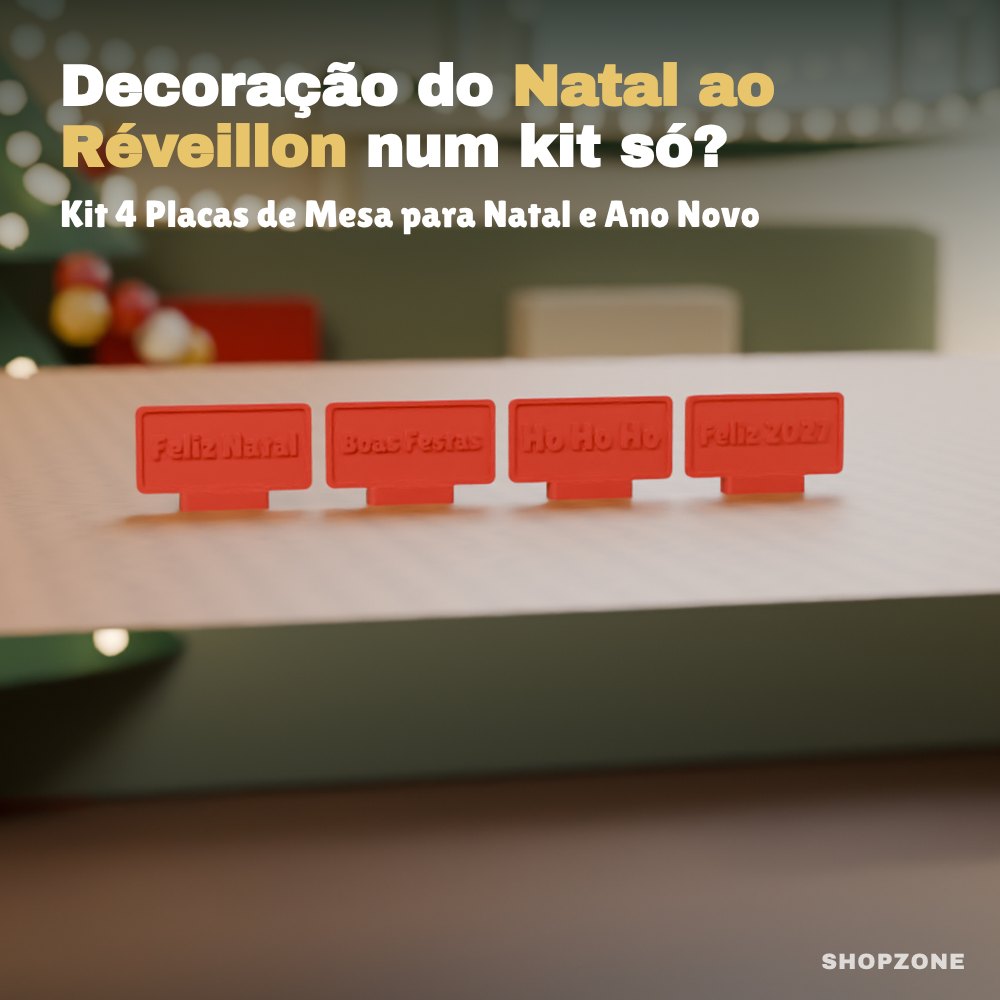 Decoração do Natal ao
Réveillon num kit só?
Kit 4 Placas de Mesa para Natal e Ano Novo
Feliz Natal
Boas Festas
Ho Ho Ho
Feliz 2027
SHOPZONE